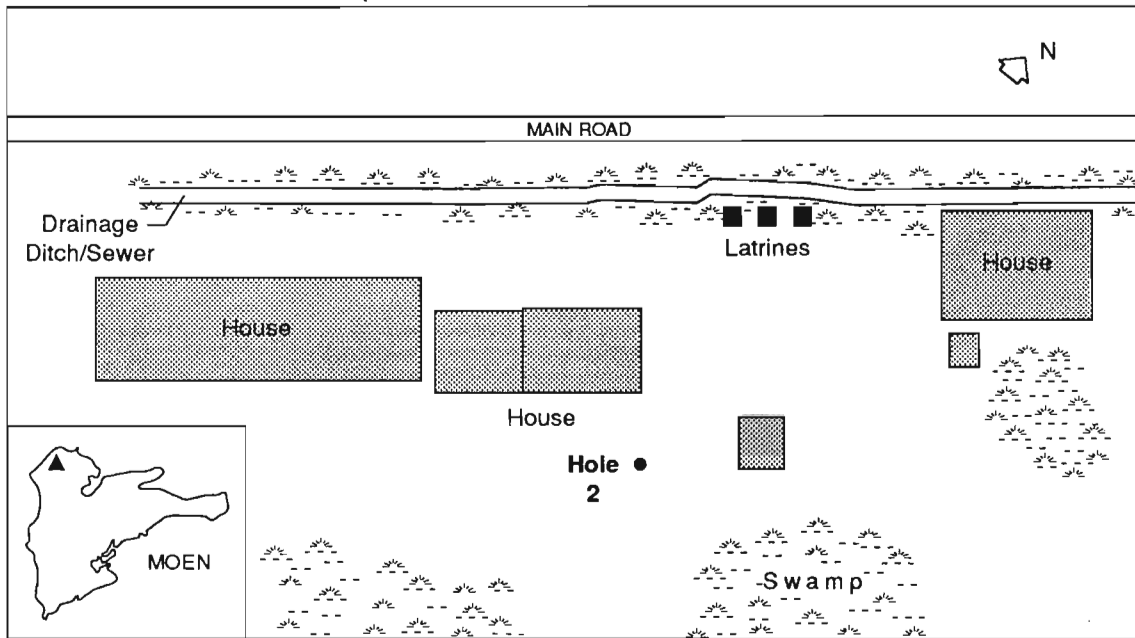 N
MAIN ROAD
Drainage
Ditch/Sewer
Latrines
House
House
House
Hole
2
MOEN
Swamp